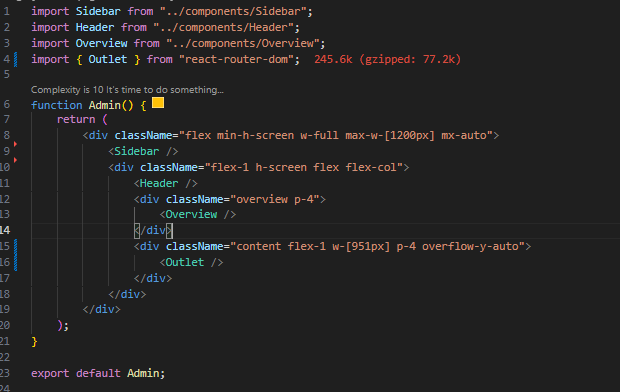 1 import Sidebar from "../components/Sidebar";
2 import Header from "../components/Header";
3 import Overview from "../components/Overview";
4 import { Outlet } from "react-router-dom"; 245.6k (gzipped: 77.2k)
5
Complexity is 10 It's time to do something...
6 function Admin() {
7 return (
8 <div className="flex min-h-screen w-full max-w-[1200px] mx-auto">
9 <Sidebar />
10 <div className="flex-1 h-screen flex flex-col">
11 <Header />
12 <div className="overview p-4">
13 <Overview />
14 </div>
15 <div className="content flex-1 w-[951px] p-4 overflow-y-auto">
16 <Outlet />
17 </div>
18 </div>
19 </div>
20 );
21 }
22
23 export default Admin;
24